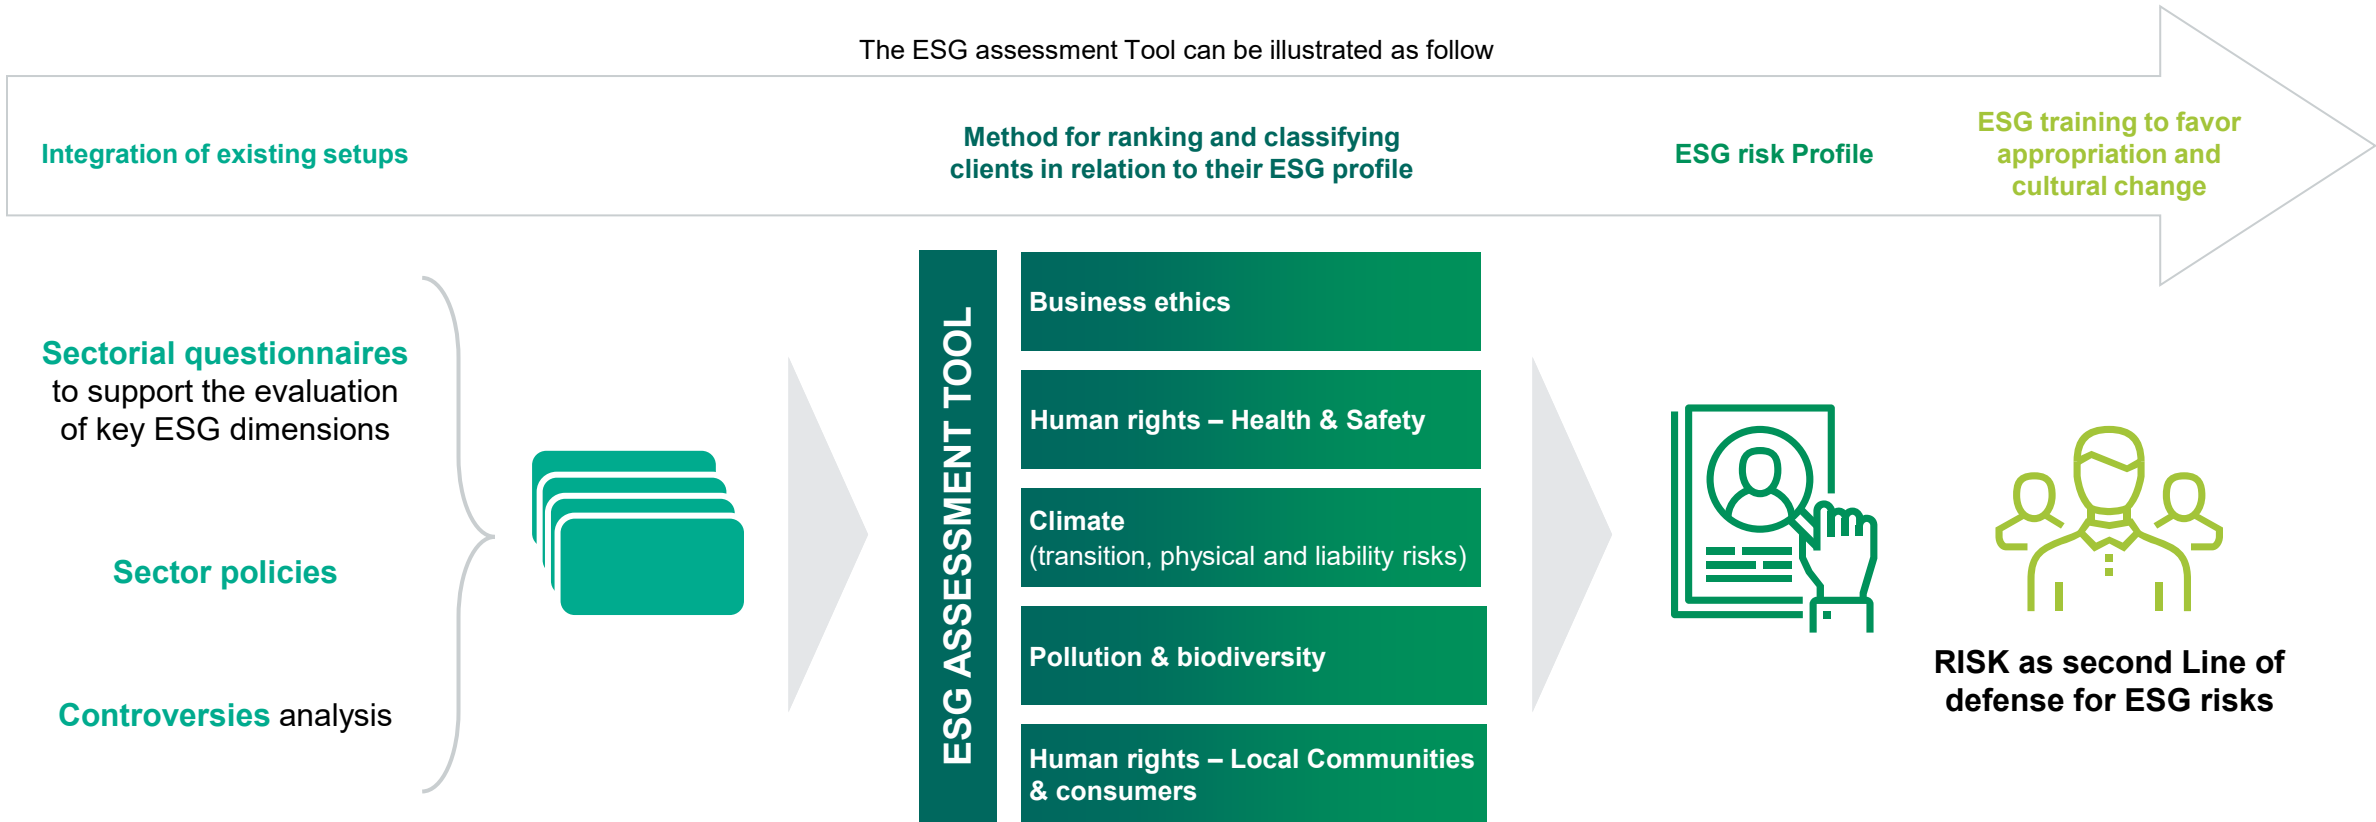 The ESG assessment Tool can be illustrated as follow
Integration of existing setups
Method for ranking and classifying
clients in relation to their ESG profile
ESG risk Profile
ESG training to favor
appropriation and
cultural change
Sectorial questionnaires
to support the evaluation
of key ESG dimensions
Sector policies
Controversies analysis
ESG ASSESSMENT TOOL
Business ethics
Human rights – Health & Safety
Climate
(transition, physical and liability risks)
Pollution & biodiversity
Human rights – Local Communities
& consumers
RISK as second Line of
defense for ESG risks